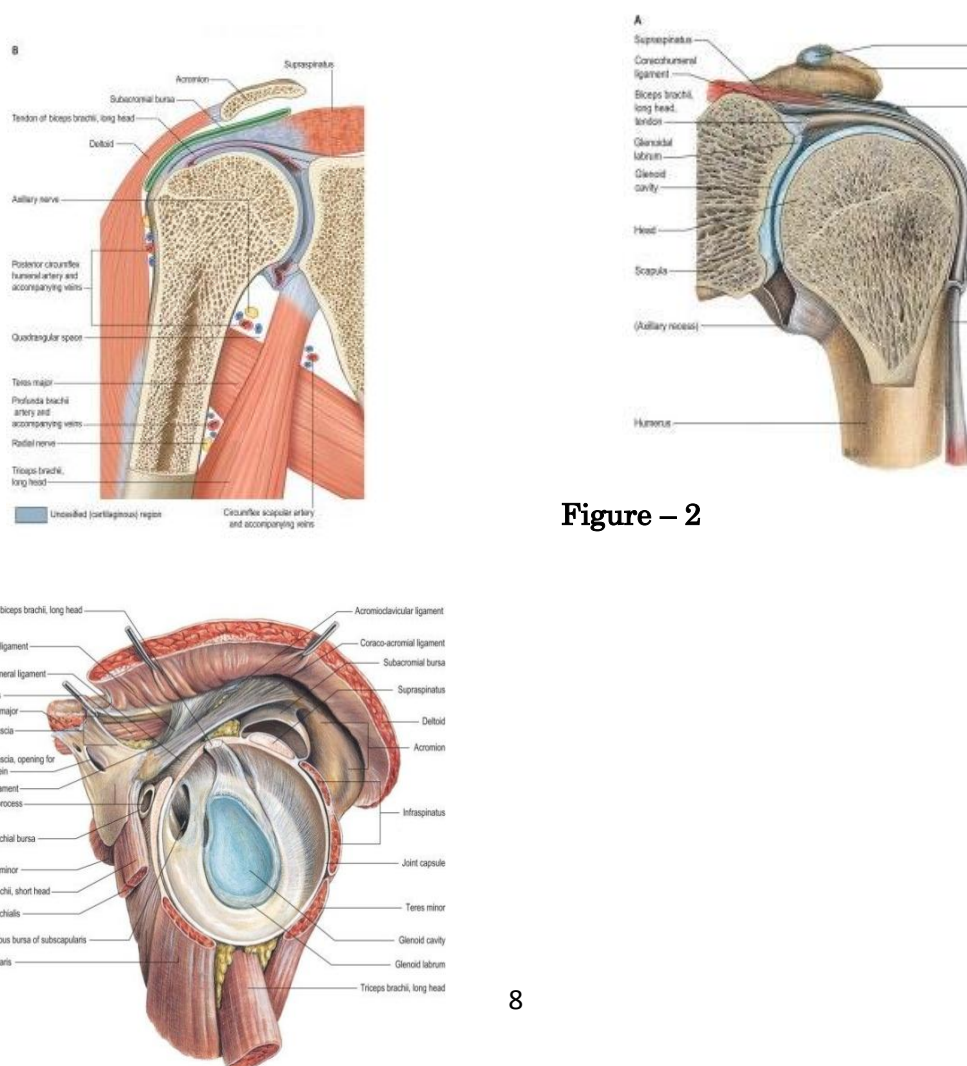 B
Supraspinatus
Acromion
Subacromial bursa
Tendon of biceps brachii, long head
Deltoid
Axillary nerve
Posterior circumflex
humeral artery and
accompanying veins
Quadrangular space
Teres major
Profunda brachii
artery and
accompanying veins
Radial nerve
Triceps brachii,
long head
Unossified (cartilaginous) region
Circumflex scapular artery
and accompanying veins
A
Supraspinatus
Coracohumeral
ligament
Biceps brachii,
long head,
tendon
Glenoidal
labrum
Glenoid
cavity
Head
Scapula
(Axillary recess)
Humerus
Figure – 2
biceps brachii, long head
ligament
neral ligament
s
major
scia
scia, opening for
ein
ament
process
chial bursa
minor
chii, short head
chialis
ous bursa of subscapularis
aris
Acromioclavicular ligament
Coraco-acromial ligament
Subacromial bursa
Supraspinatus
Deltoid
Acromion
Infraspinatus
Joint capsule
Teres minor
Glenoid cavity
Glenoid labrum
Triceps brachii, long head
8